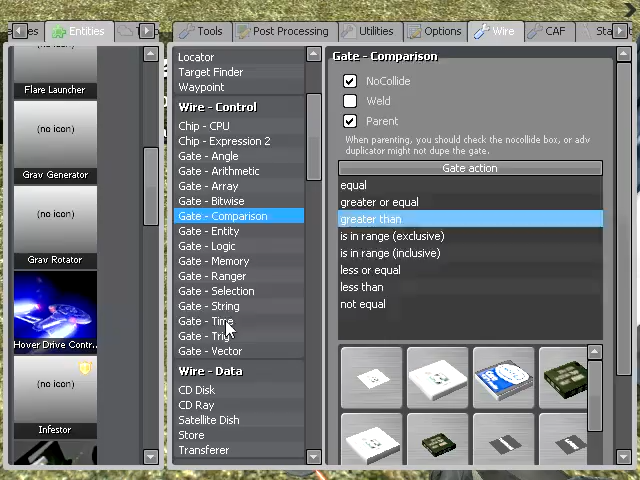 Entities
Tools
Post Processing
Utilities
Options
Wire
CAF
Flare Launcher
(no icon)
Grav Generator
(no icon)
Grav Rotator
Hover Drive Contr...
(no icon)
Infestor
Locator
Target Finder
Waypoint
Wire - Control
Chip - CPU
Chip - Expression 2
Gate - Angle
Gate - Arithmetic
Gate - Array
Gate - Bitwise
Gate - Comparison
Gate - Entity
Gate - Logic
Gate - Memory
Gate - Ranger
Gate - Selection
Gate - String
Gate - Time
Gate - Trig
Gate - Vector
Wire - Data
CD Disk
CD Ray
Satellite Dish
Store
Transferer
Gate - Comparison
NoCollide
Weld
Parent
When parenting, you should check the nocollide box, or adv
duplicator might not dupe the gate.
Gate action
equal
greater or equal
greater than
is in range (exclusive)
is in range (inclusive)
less or equal
less than
not equal